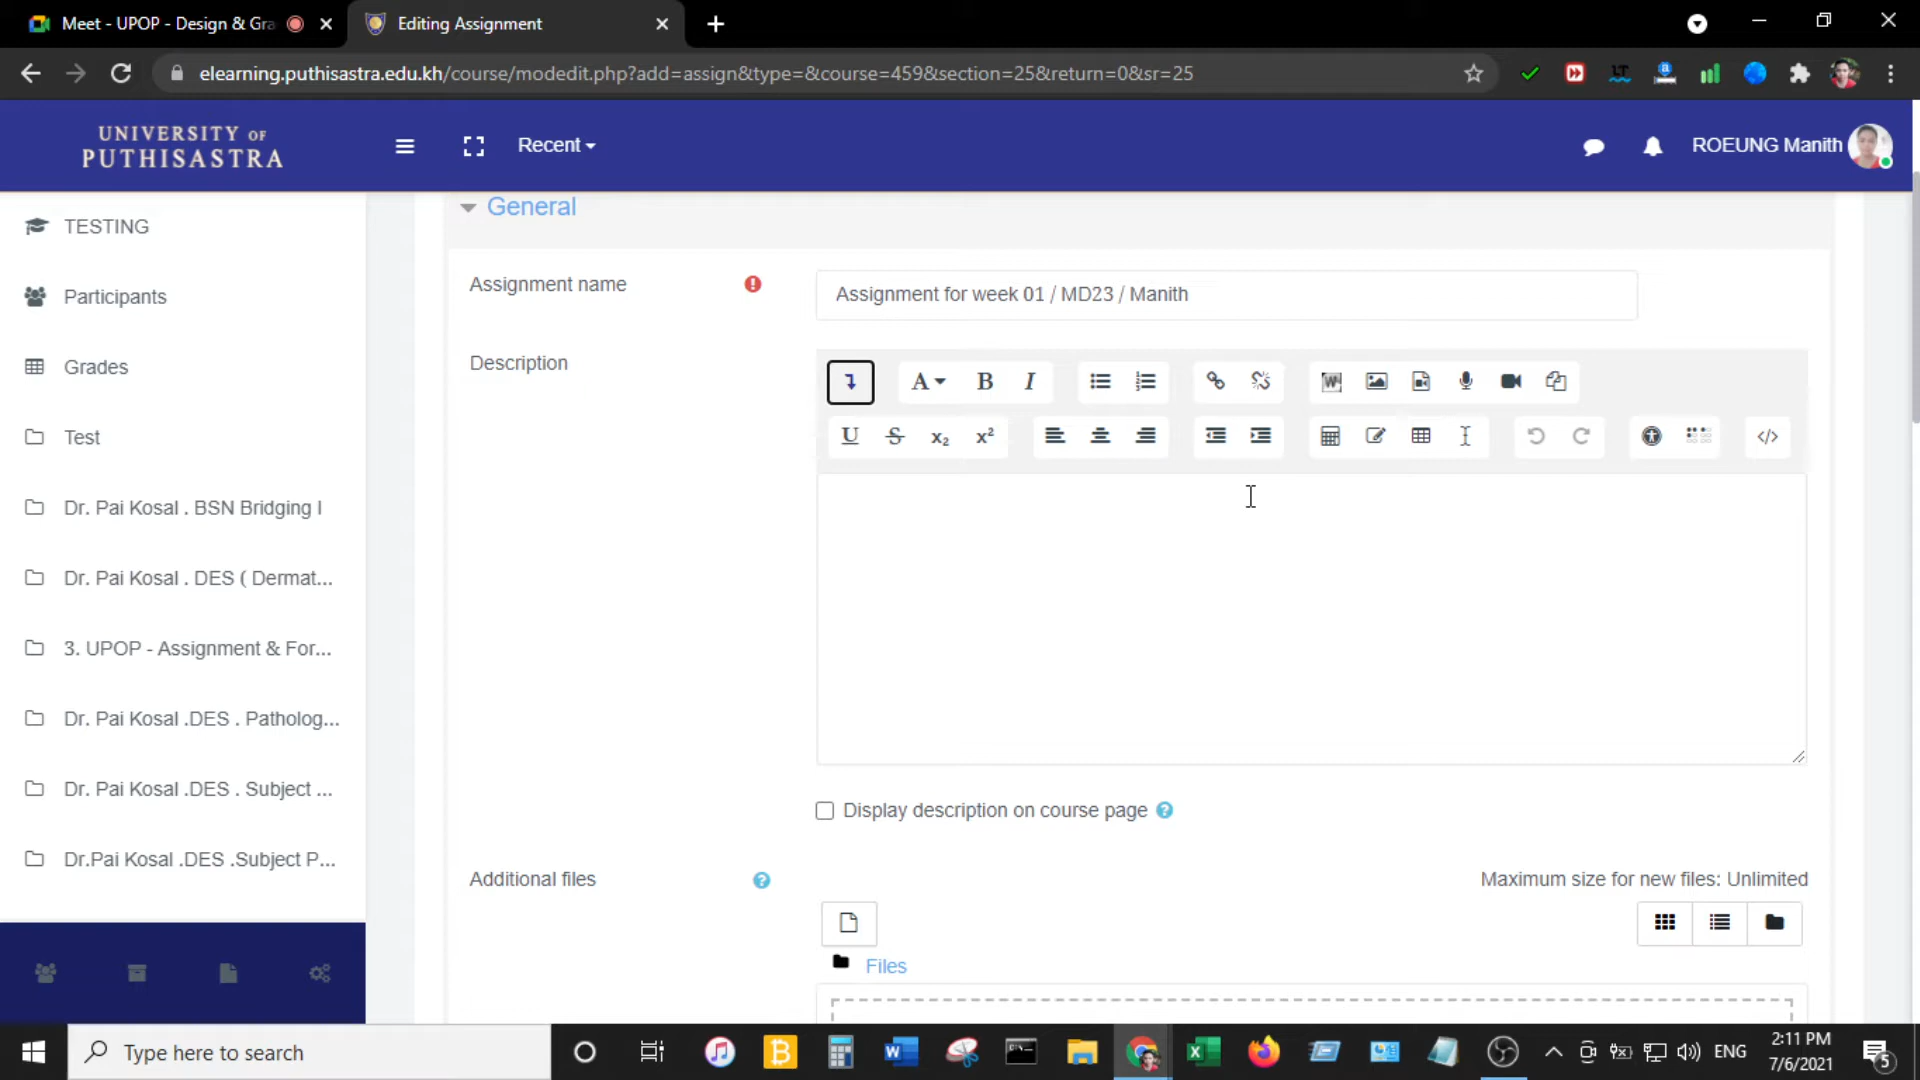 Meet - UPOP - Design & Gra
Editing Assignment
elearning.puthisastra.edu.kh/course/modedit.php?add=assign&type=&course=459&section=25&return=0&sr=25
UNIVERSITY OF
PUTHISASTRA
Recent
ROEUNG Manith
TESTING
Participants
Grades
Test
Dr. Pai Kosal . BSN Bridging I
Dr. Pai Kosal . DES ( Dermat...
3. UPOP - Assignment & For...
Dr. Pai Kosal .DES . Patholog...
Dr. Pai Kosal .DES . Subject ...
Dr.Pai Kosal .DES .Subject P...
General
Assignment name
Assignment for week 01 / MD23 / Manith
Description
Display description on course page
Additional files
Maximum size for new files: Unlimited
Files
Type here to search
ENG
2:11 PM
7/6/2021
5